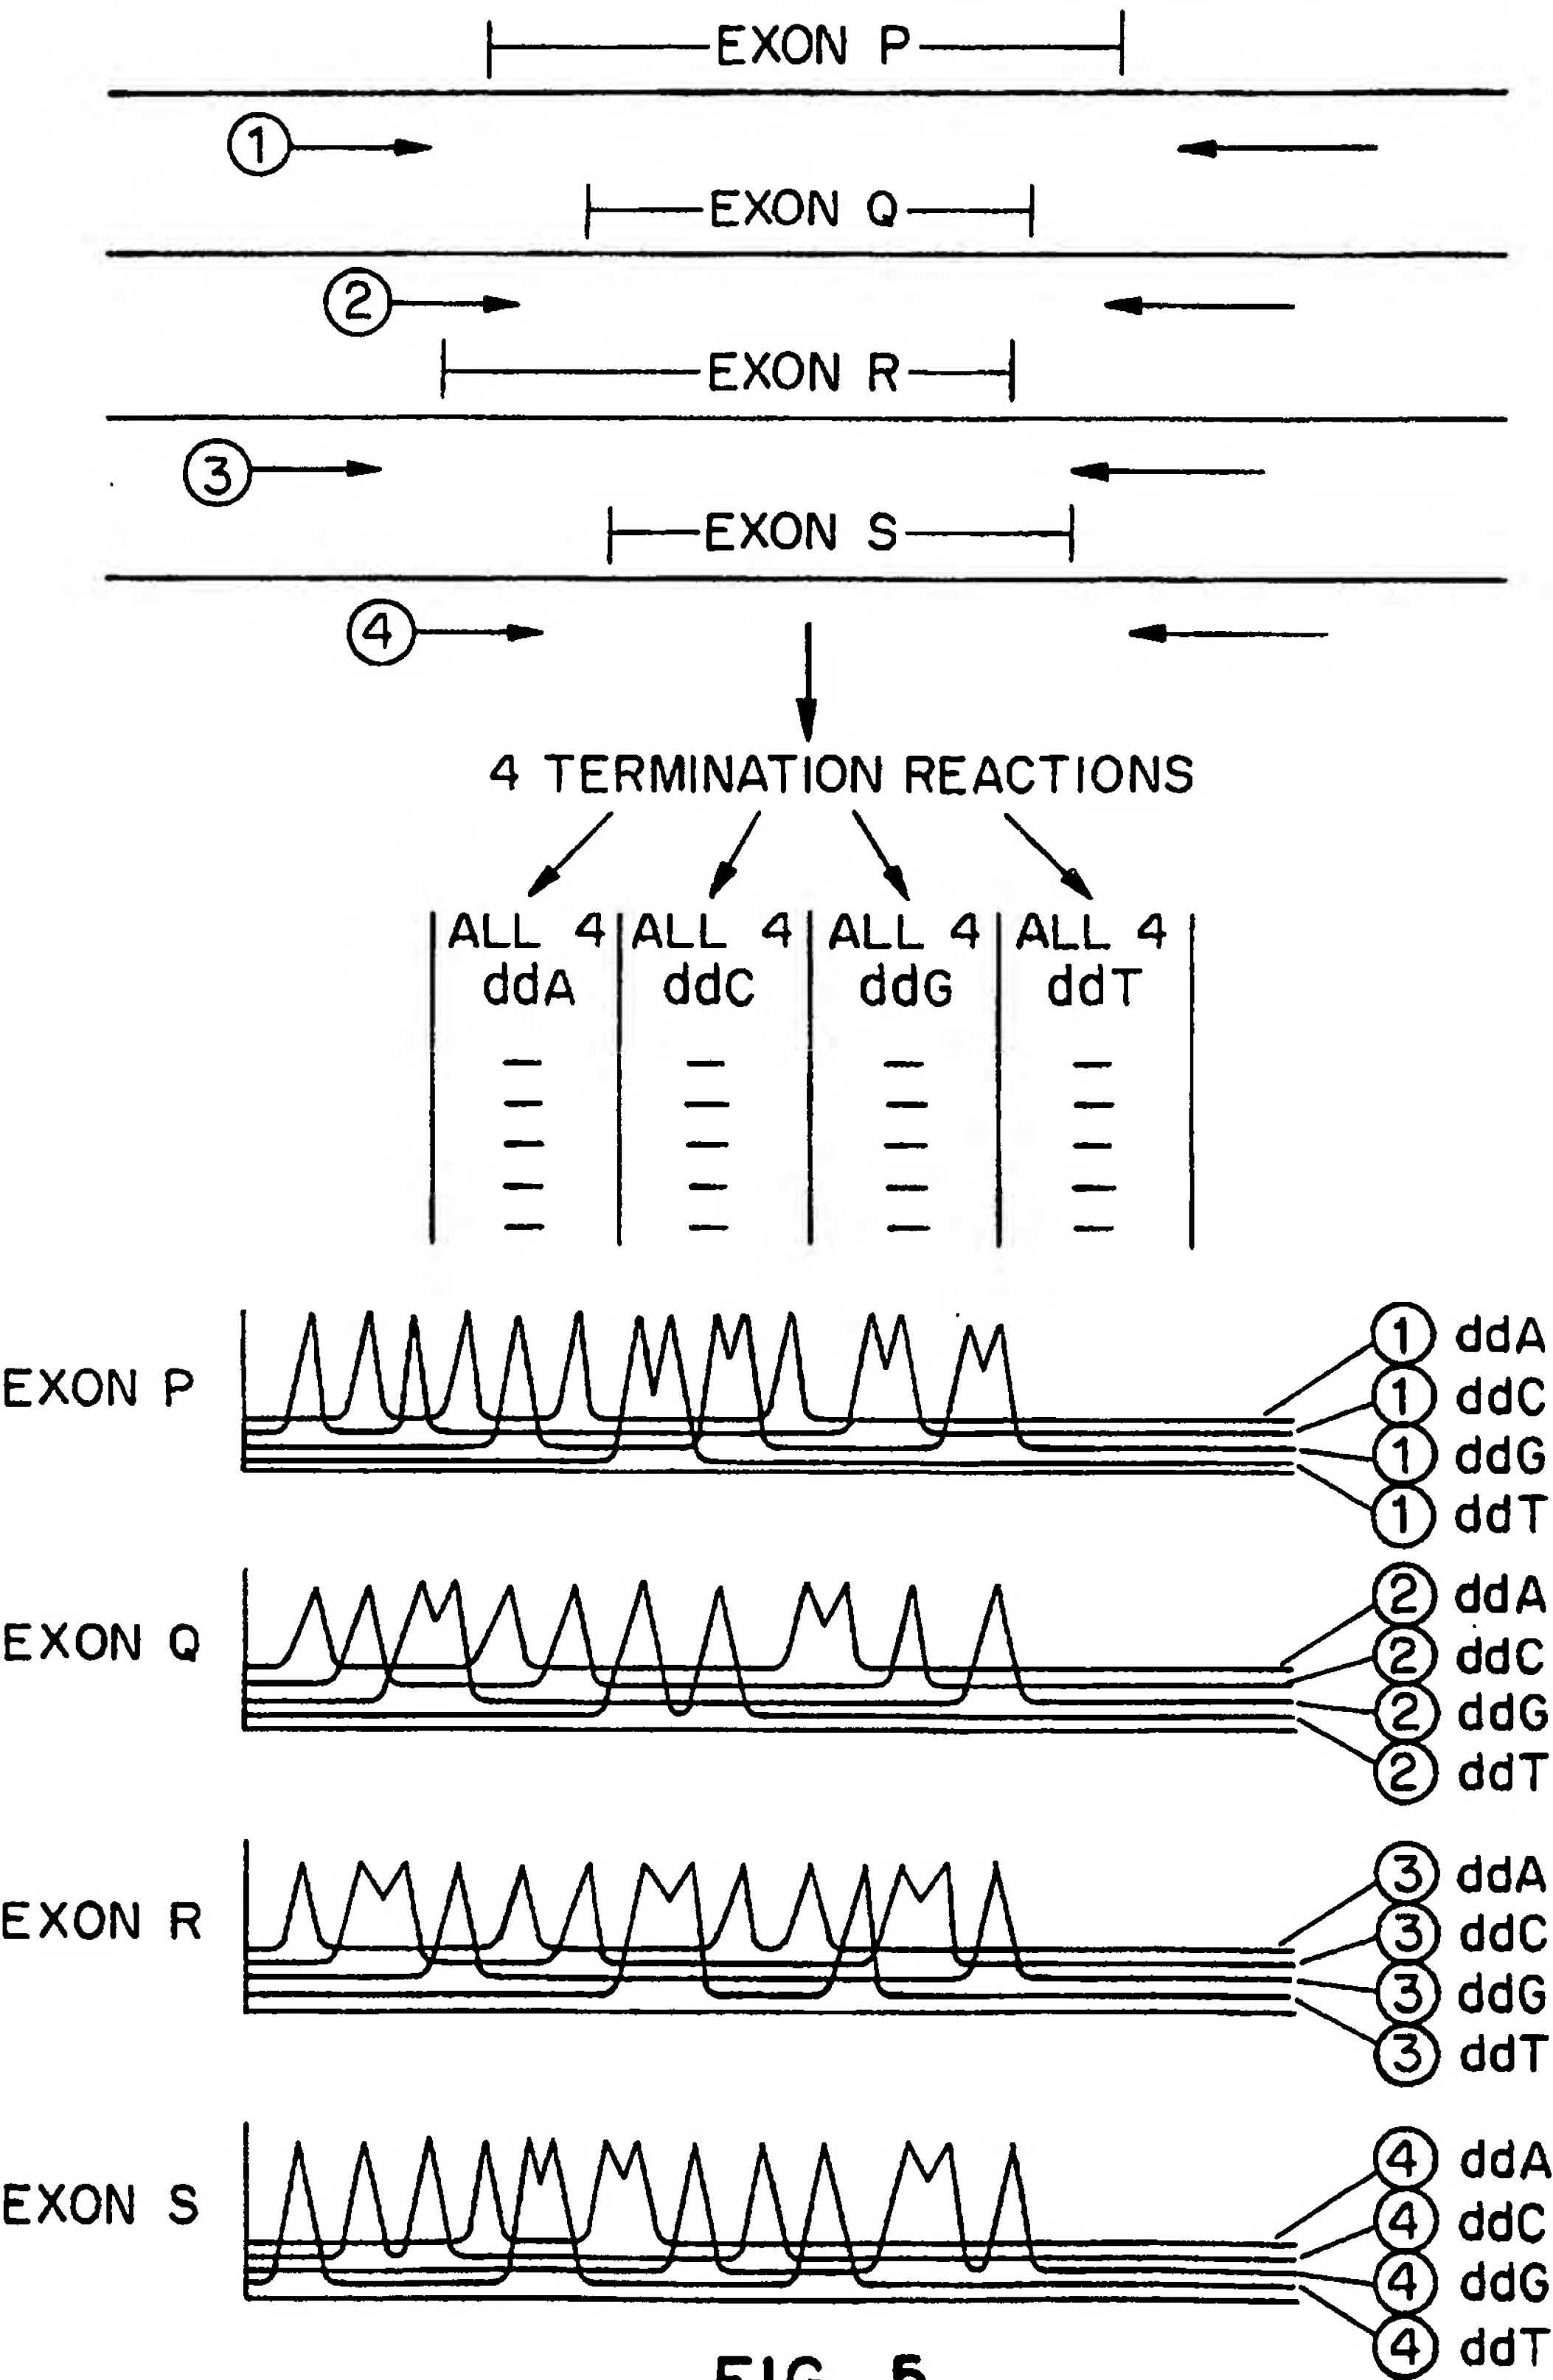 EXON P
①
EXON Q
②
EXON R
③
EXON S
④
4 TERMINATION REACTIONS
ALL 4 ALL 4 ALL 4 ALL 4
ddA ddC ddG ddT
EXON P
① ddA
① ddC
① ddG
① ddT
EXON Q
② ddA
② ddC
② ddG
② ddT
EXON R
③ ddA
③ ddC
③ ddG
③ ddT
EXON S
④ ddA
④ ddC
④ ddG
④ ddT
FIG. 5